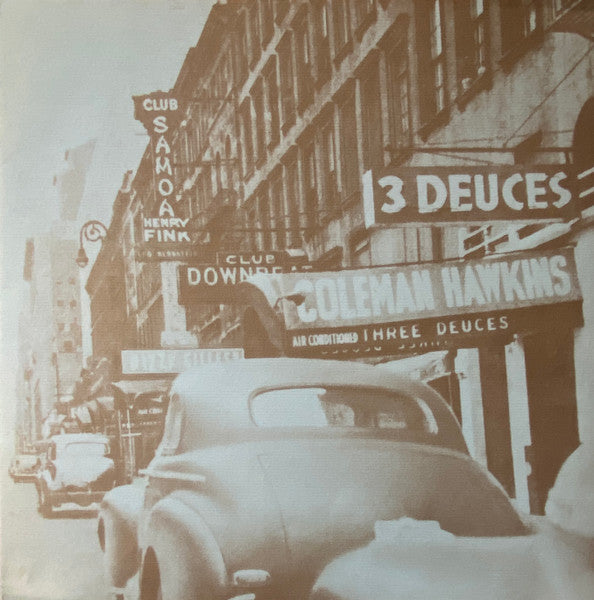 CLUB
SAMOA
HENRY
FINK
CLUB
DOWNBEAT
3 DEUCES
COLEMAN HAWKINS
AIR CONDITIONED THREE DEUCES